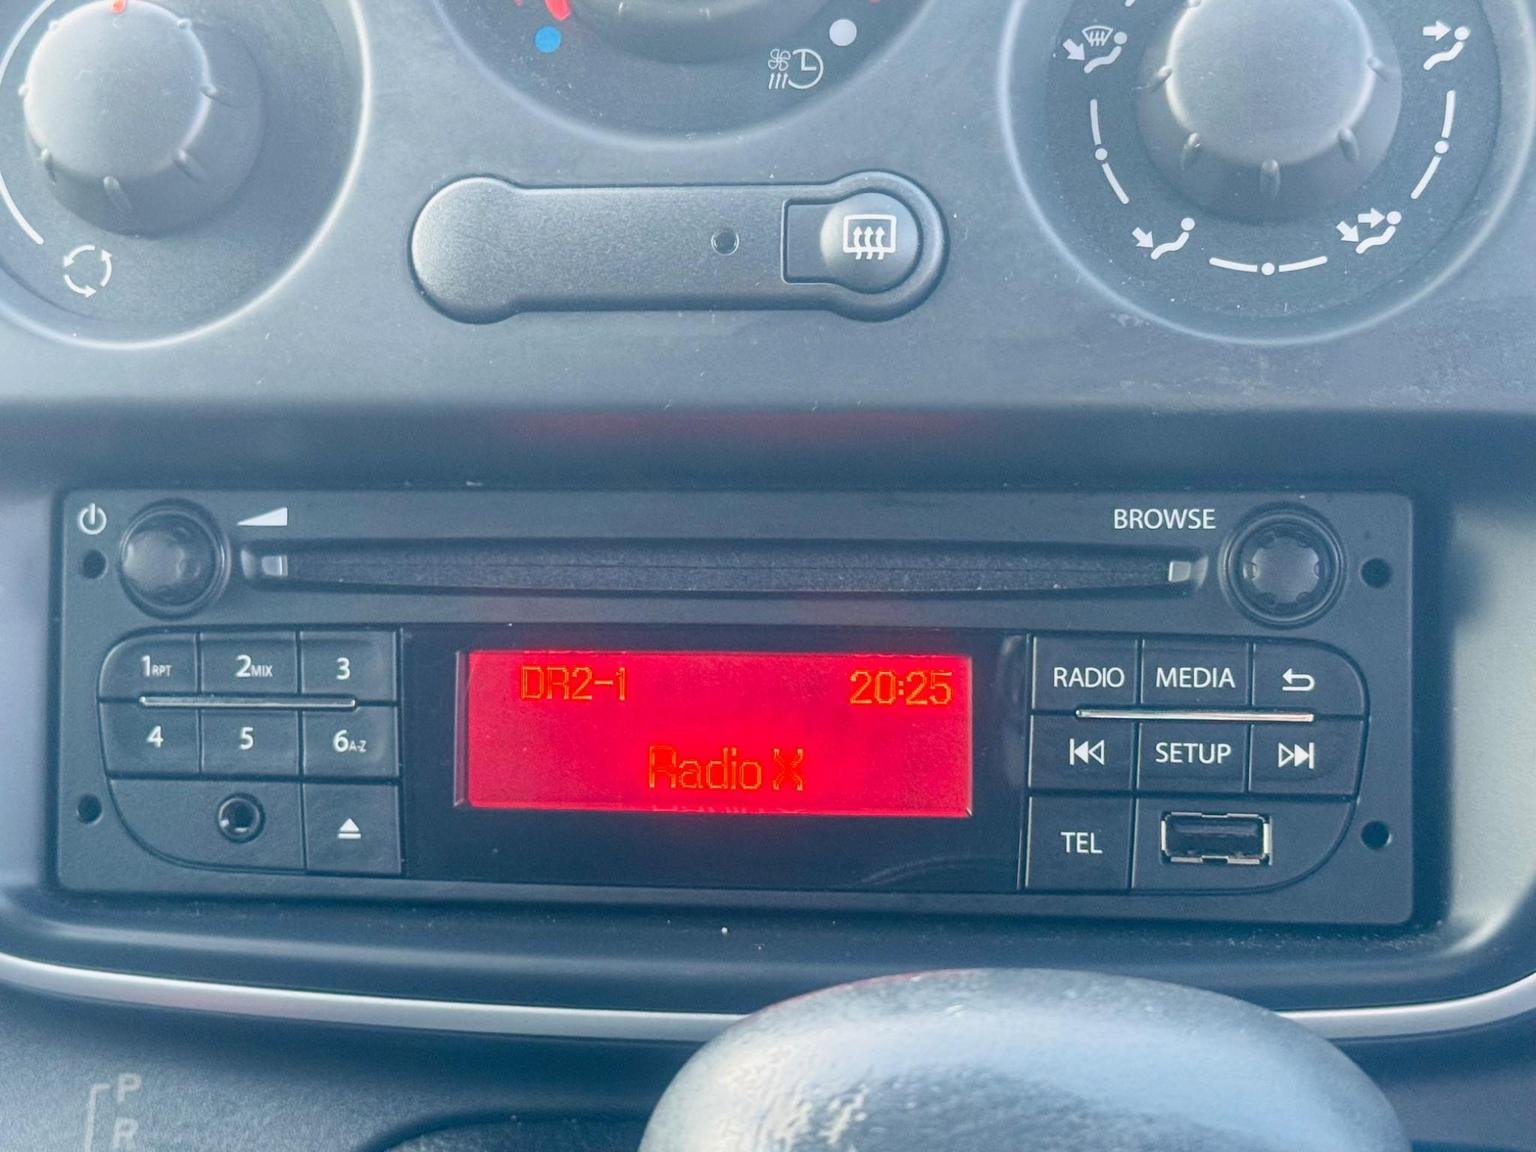 BROWSE
1RPT 2MIX 3
DR2-1 20:25
RADIO MEDIA
4 5 6A-Z
Radio X
SETUP
TEL
P
R